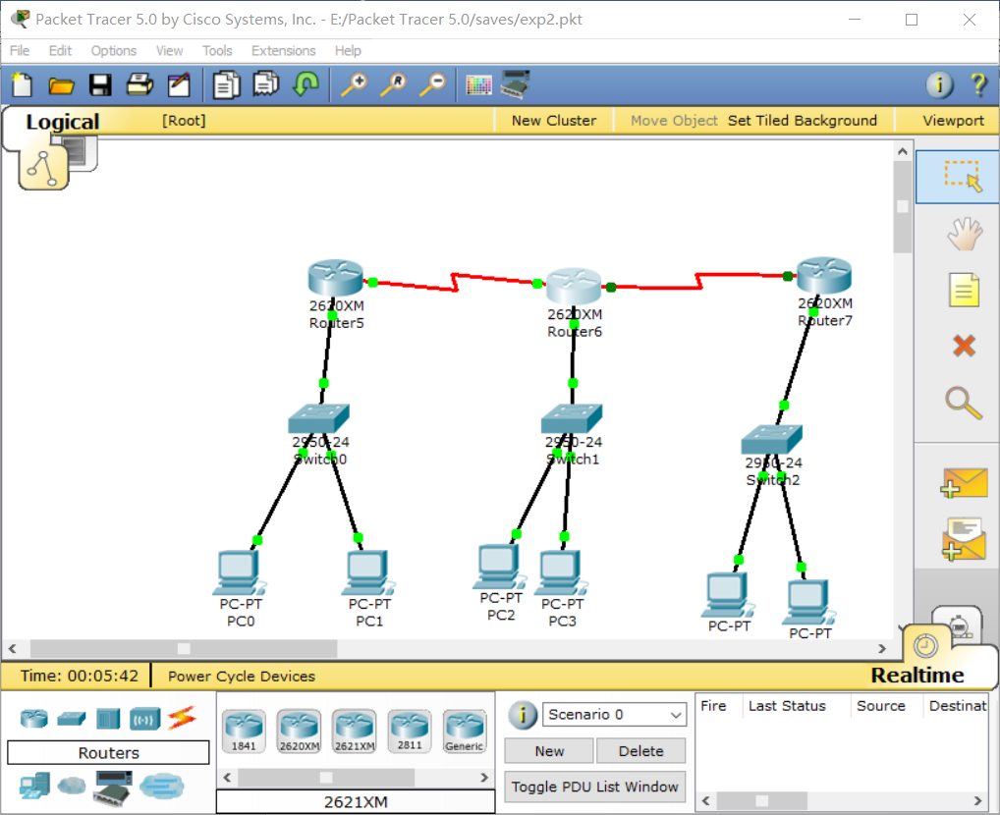 Packet Tracer 5.0 by Cisco Systems, Inc. - E:/Packet Tracer 5.0/saves/exp2.pkt
File Edit Options View Tools Extensions Help
Logical [Root] New Cluster Move Object Set Tiled Background Viewport
2620XM
Router5
2620XM
Router6
2620XM
Router7
2950-24
Switch0
2950-24
Switch1
2950-24
Switch2
PC-PT
PC0
PC-PT
PC1
PC-PT
PC2
PC-PT
PC3
PC-PT
PC-PT
Time: 00:05:42 Power Cycle Devices Realtime
Routers
1841 2620XM 2621XM 2811 Generic
2621XM
Scenario 0
New Delete
Toggle PDU List Window
Fire Last Status Source Destinat